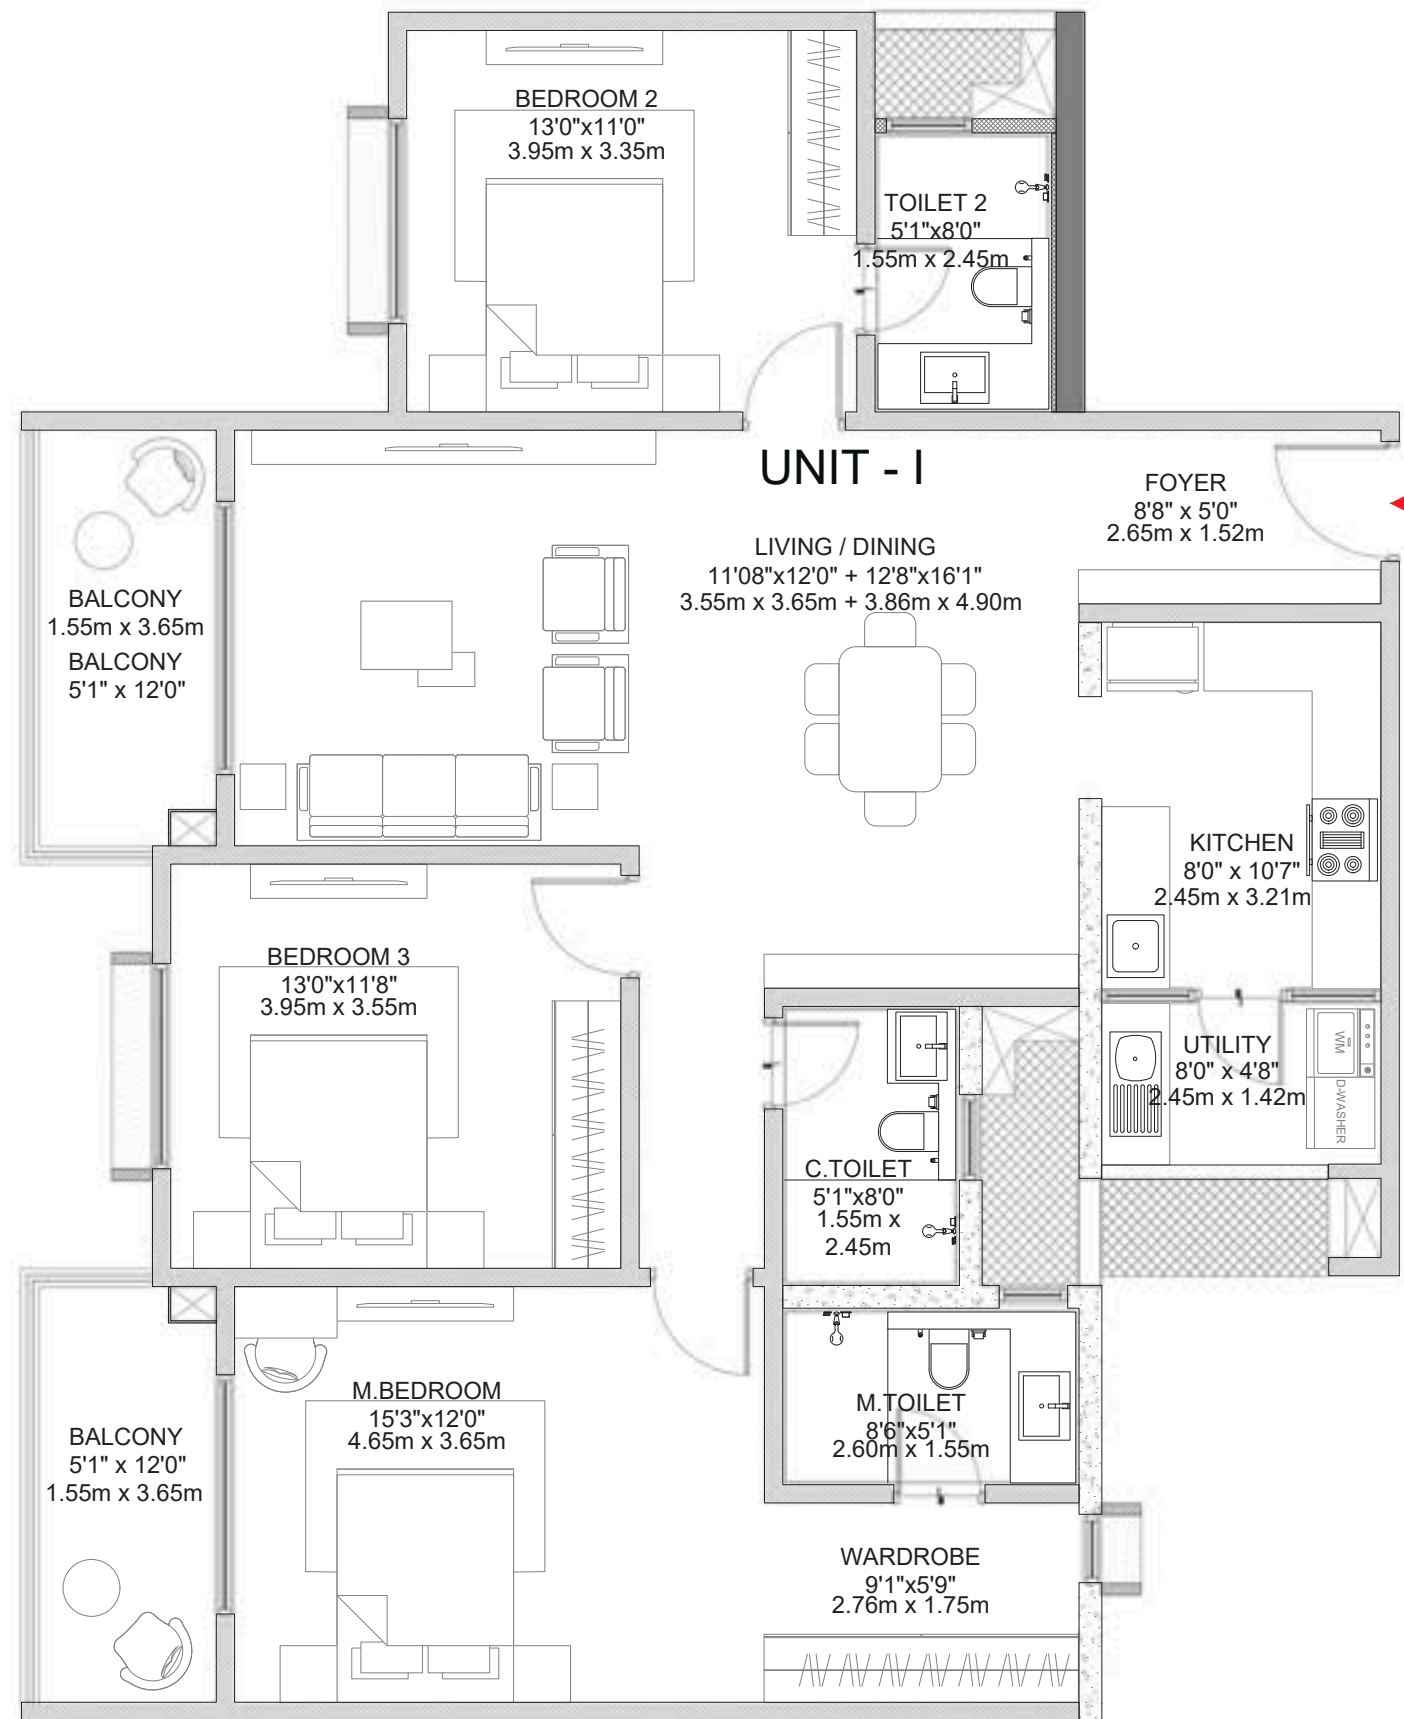 BEDROOM 2
13'0"x11'0"
3.95m x 3.35m
TOILET 2
5'1"x8'0"
1.55m x 2.45m
UNIT - I
FOYER
8'8" x 5'0"
2.65m x 1.52m
LIVING / DINING
11'08"x12'0" + 12'8"x16'1"
3.55m x 3.65m + 3.86m x 4.90m
BALCONY
1.55m x 3.65m
BALCONY
5'1" x 12'0"
KITCHEN
8'0" x 10'7"
2.45m x 3.21m
BEDROOM 3
13'0"x11'8"
3.95m x 3.55m
UTILITY
8'0" x 4'8"
2.45m x 1.42m
WM
D-WASHER
C.TOILET
5'1"x8'0"
1.55m x
2.45m
M.BEDROOM
15'3"x12'0"
4.65m x 3.65m
M.TOILET
8'6"x5'1"
2.60m x 1.55m
BALCONY
5'1" x 12'0"
1.55m x 3.65m
WARDROBE
9'1"x5'9"
2.76m x 1.75m